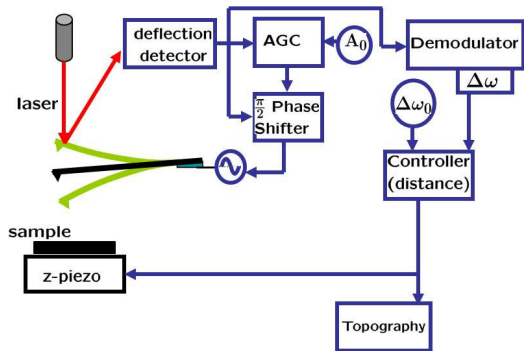 deflection
detector
AGC
A₀
Demodulator
Δω
laser
π/2 Phase
Shifter
Δω₀
Controller
(distance)
sample
z-piezo
Topography